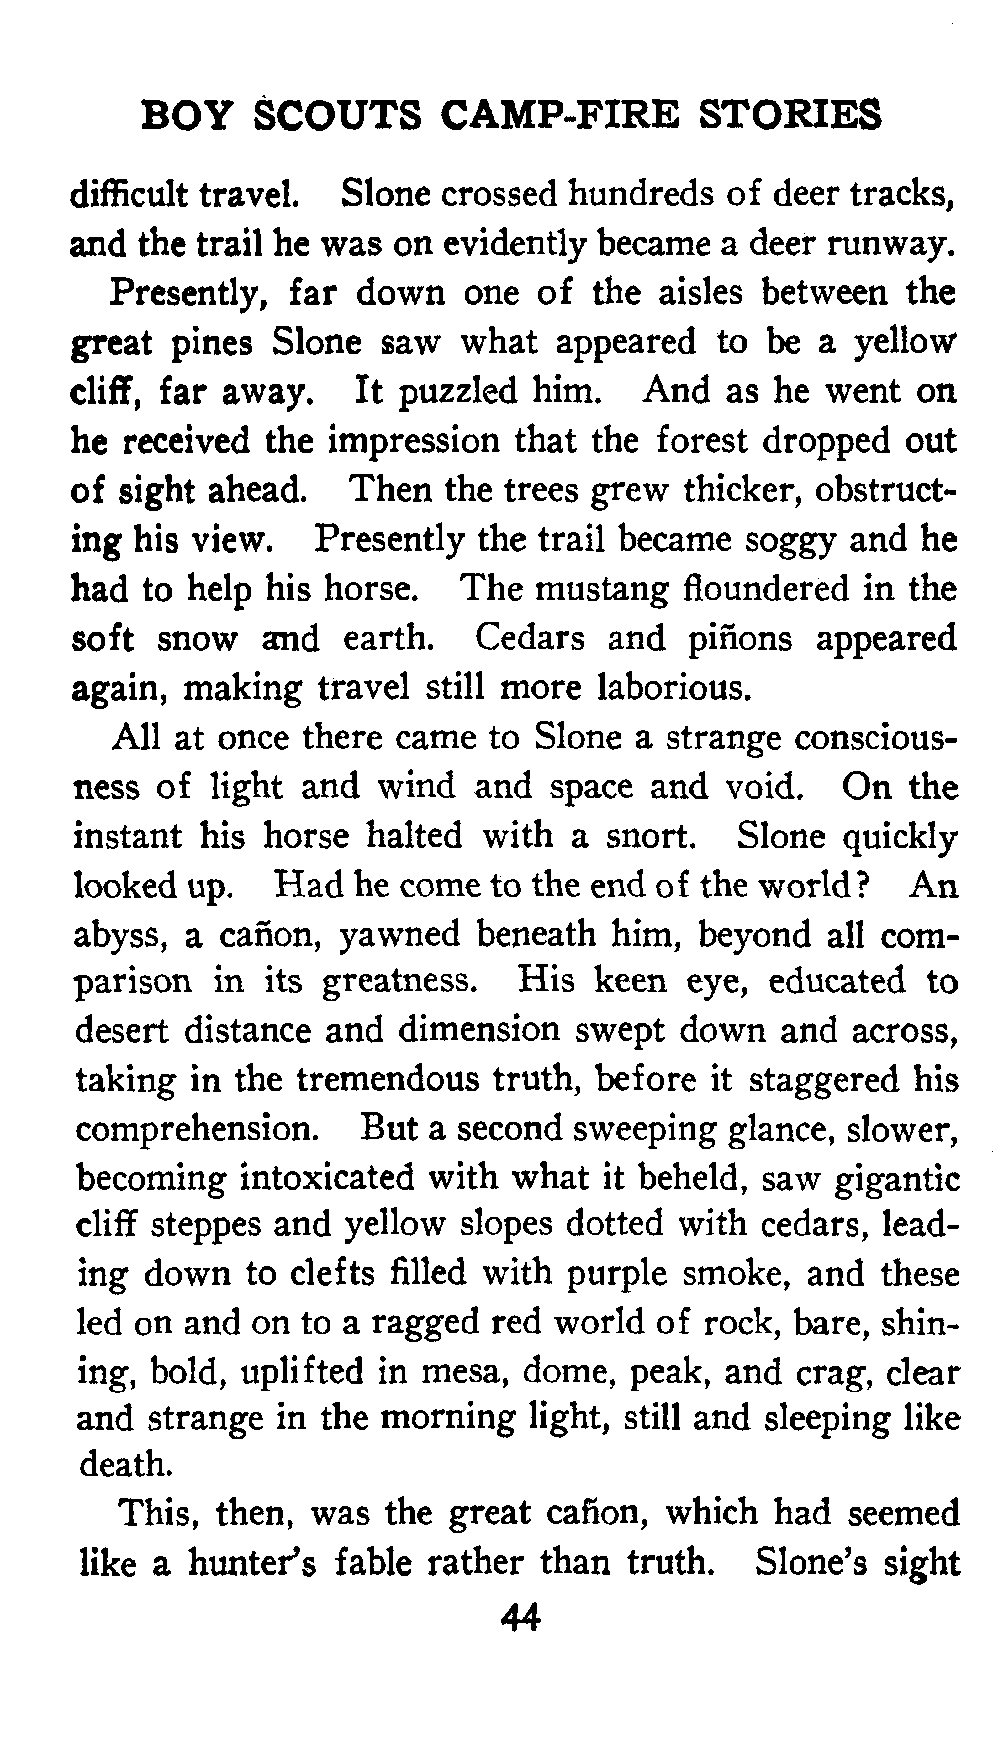 BOY SCOUTS CAMP-FIRE STORIES
difficult travel. Slone crossed hundreds of deer tracks,
and the trail he was on evidently became a deer runway.
Presently, far down one of the aisles between the
great pines Slone saw what appeared to be a yellow
cliff, far away. It puzzled him. And as he went on
he received the impression that the forest dropped out
of sight ahead. Then the trees grew thicker, obstruct-
ing his view. Presently the trail became soggy and he
had to help his horse. The mustang floundered in the
soft snow and earth. Cedars and piñons appeared
again, making travel still more laborious.
All at once there came to Slone a strange conscious-
ness of light and wind and space and void. On the
instant his horse halted with a snort. Slone quickly
looked up. Had he come to the end of the world? An
abyss, a cañon, yawned beneath him, beyond all com-
parison in its greatness. His keen eye, educated to
desert distance and dimension swept down and across,
taking in the tremendous truth, before it staggered his
comprehension. But a second sweeping glance, slower,
becoming intoxicated with what it beheld, saw gigantic
cliff steppes and yellow slopes dotted with cedars, lead-
ing down to clefts filled with purple smoke, and these
led on and on to a ragged red world of rock, bare, shin-
ing, bold, uplifted in mesa, dome, peak, and crag, clear
and strange in the morning light, still and sleeping like
death.
This, then, was the great cañon, which had seemed
like a hunter's fable rather than truth. Slone's sight
44